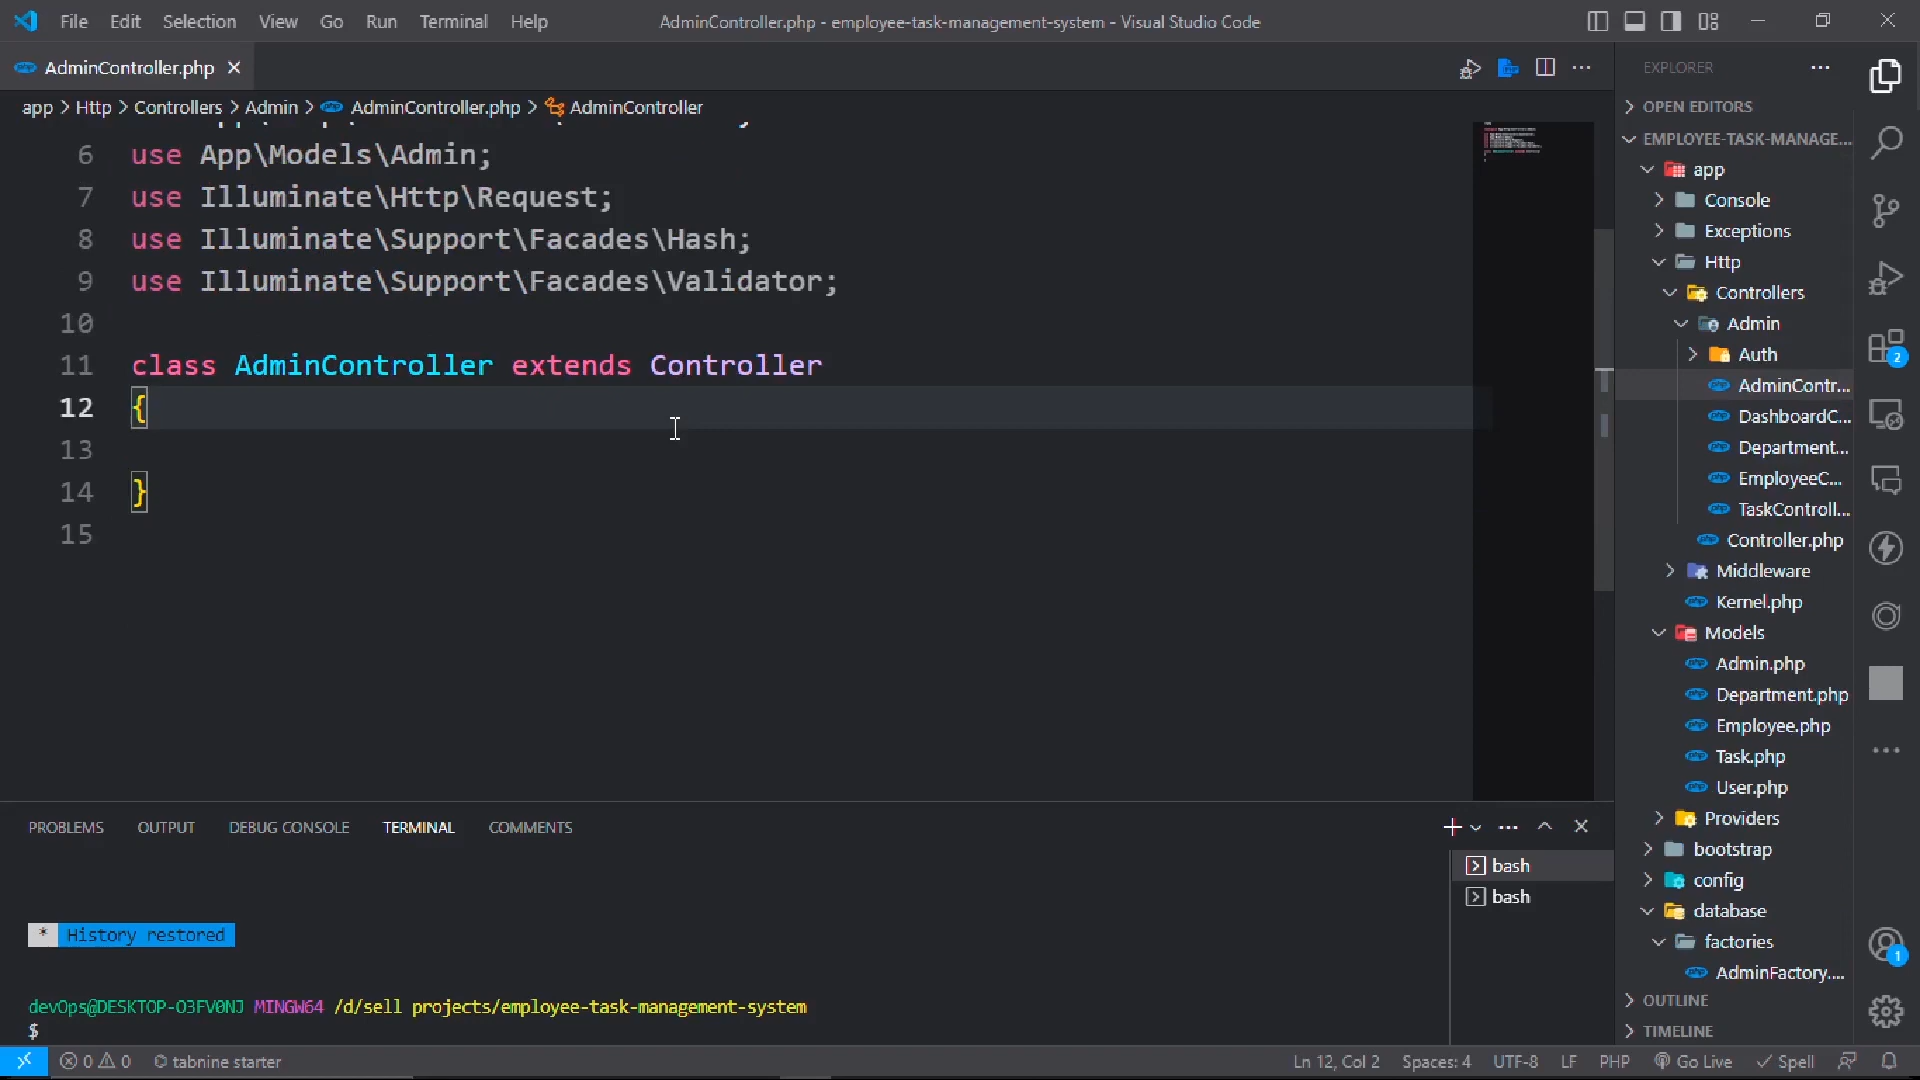 File Edit Selection View Go Run Terminal Help AdminController.php - employee-task-management-system - Visual Studio Code
AdminController.php
app > Http > Controllers > Admin > AdminController.php > AdminController
6 use App\Models\Admin;
7 use Illuminate\Http\Request;
8 use Illuminate\Support\Facades\Hash;
9 use Illuminate\Support\Facades\Validator;
10
11 class AdminController extends Controller
12 {
13
14 }
15
PROBLEMS OUTPUT DEBUG CONSOLE TERMINAL COMMENTS
bash
bash
* History restored
devOps@DESKTOP-O3FV0NJ MINGW64 /d/sell projects/employee-task-management-system
$
EXPLORER
OPEN EDITORS
EMPLOYEE-TASK-MANAGE...
app
Console
Exceptions
Http
Controllers
Admin
Auth
AdminContr...
DashboardC...
Department...
EmployeeC...
TaskControll...
Controller.php
Middleware
Kernel.php
Models
Admin.php
Department.php
Employee.php
Task.php
User.php
Providers
bootstrap
config
database
factories
AdminFactory....
OUTLINE
TIMELINE
2
1
0 0 tabnine starter Ln 12, Col 2 Spaces: 4 UTF-8 LF PHP Go Live Spell